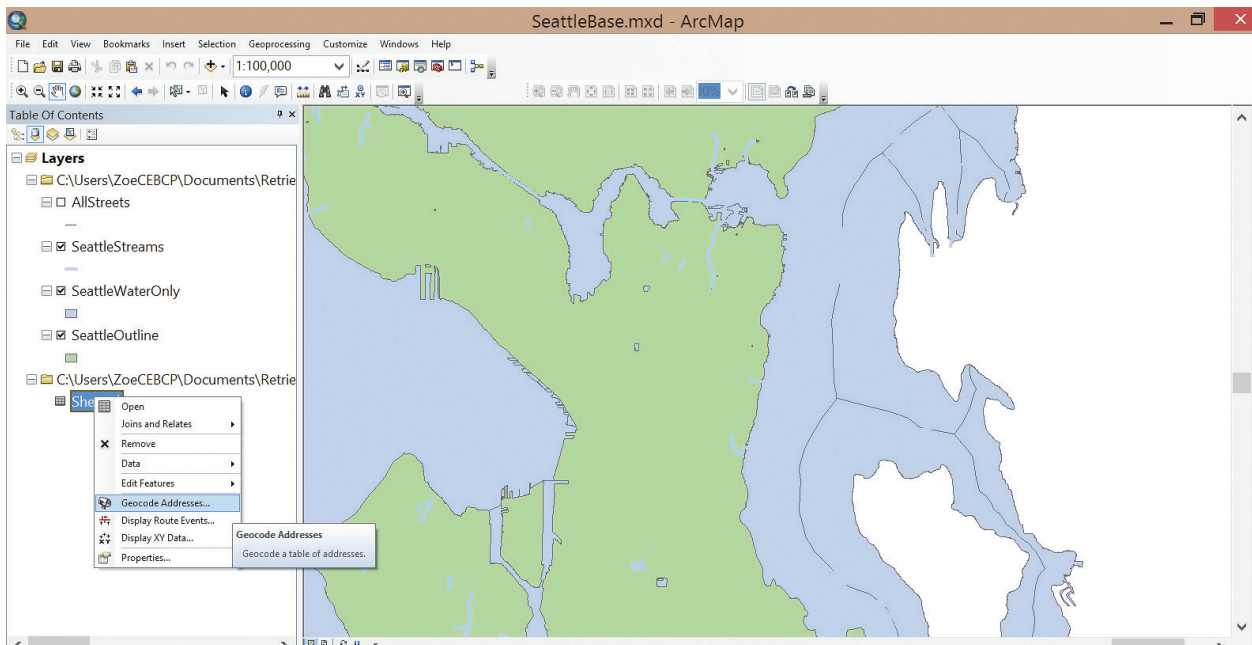 SeattleBase.mxd - ArcMap
File Edit View Bookmarks Insert Selection Geoprocessing Customize Windows Help
1:100,000
Table Of Contents
Layers
C:\Users\ZoeCEBCP\Documents\Retrie
AllStreets
SeattleStreams
SeattleWaterOnly
SeattleOutline
C:\Users\ZoeCEBCP\Documents\Retrie
Open
Joins and Relates
Remove
Data
Edit Features
Geocode Addresses...
Display Route Events...
Display XY Data...
Properties...
Geocode Addresses
Geocode a table of addresses.